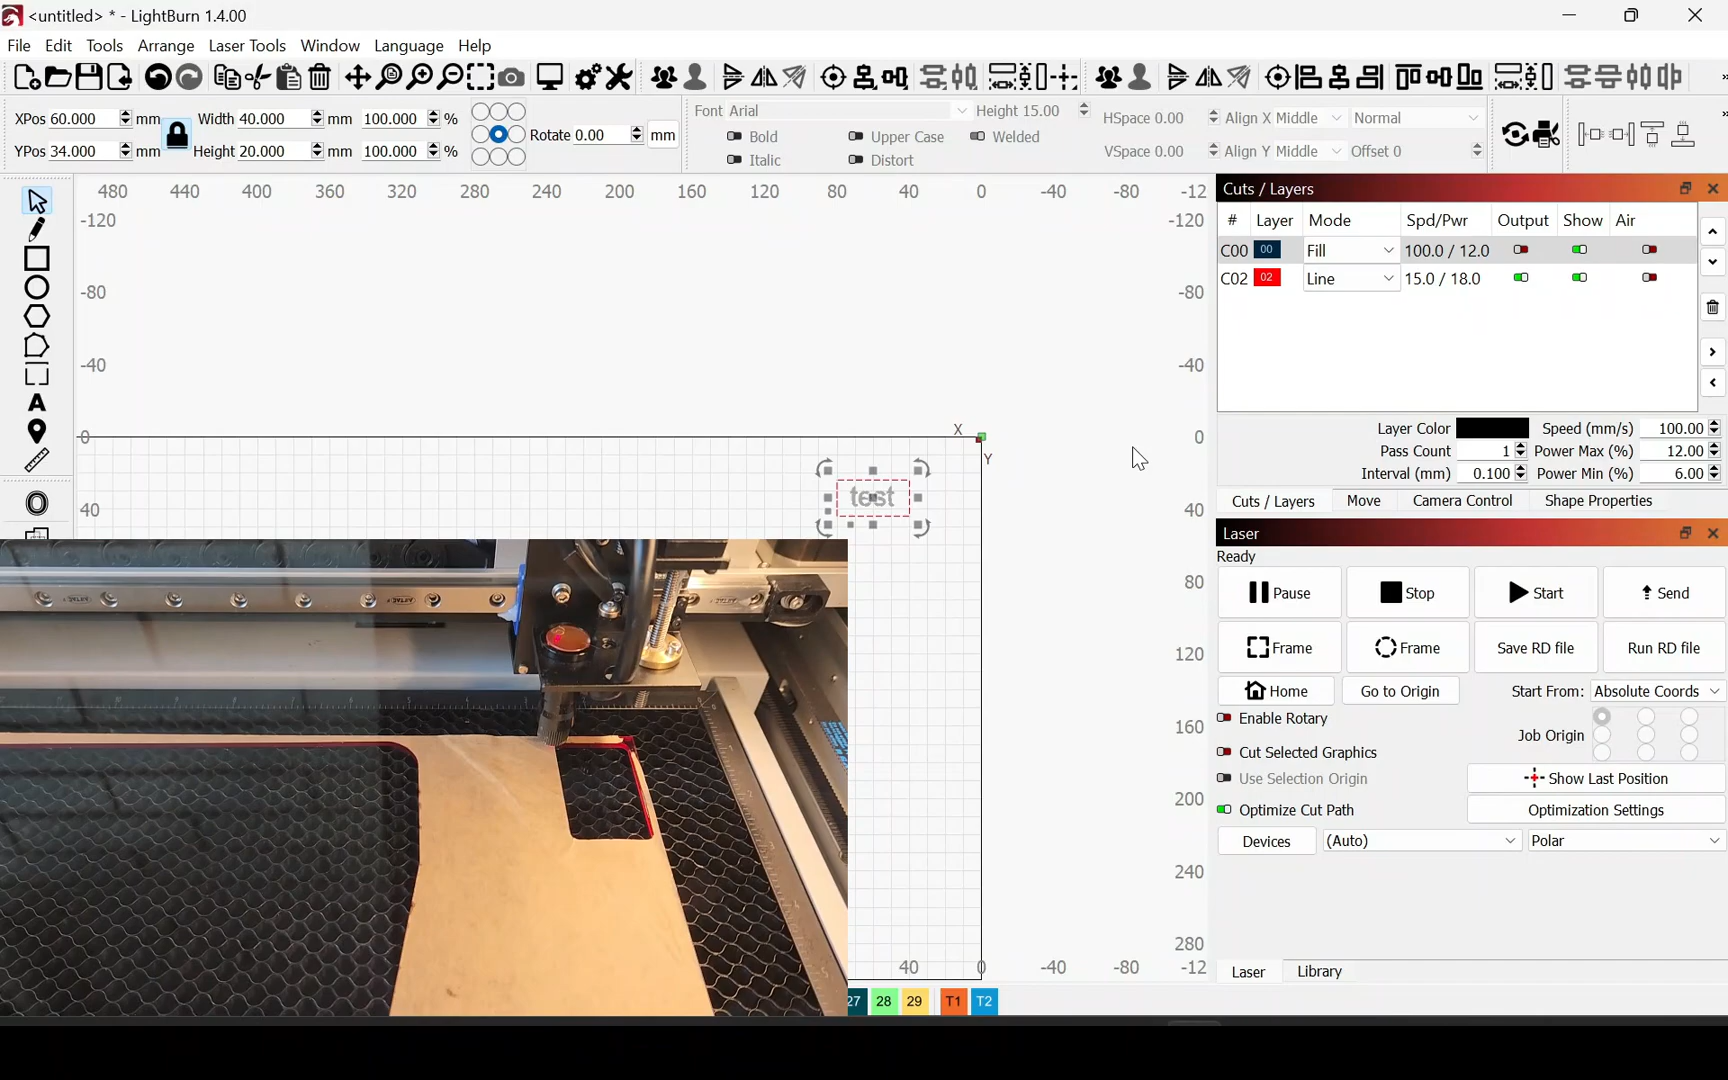 <untitled> * - LightBurn 1.4.00
File Edit Tools Arrange Laser Tools Window Language Help
XPos 60.000 mm Width 40.000 mm 100.000 % Rotate 0.00 mm
YPos 34.000 mm Height 20.000 mm 100.000 %
Font Arial Height 15.00 HSpace 0.00 Align X Middle Normal
Bold Upper Case Welded
VSpace 0.00 Align Y Middle Offset 0
Italic Distort
480 440 400 360 320 280 240 200 160 120 80 40 0 -40 -80 -12
-120 -120
-80 -80
-40 -40
X
0 0
Y
test
40 40
80
120
160
200
240
280
40 0 -40 -80 -12
27 28 29 T1 T2
Cuts / Layers
# Layer Mode Spd/Pwr Output Show Air
C00 00 Fill 100.0 / 12.0
C02 02 Line 15.0 / 18.0
Layer Color Speed (mm/s) 100.00
Pass Count 1 Power Max (%) 12.00
Interval (mm) 0.100 Power Min (%) 6.00
Cuts / Layers Move Camera Control Shape Properties
Laser
Ready
Pause Stop Start Send
Frame Frame Save RD file Run RD file
Home Go to Origin Start From: Absolute Coords
Enable Rotary
Job Origin
Cut Selected Graphics
Use Selection Origin Show Last Position
Optimize Cut Path Optimization Settings
Devices (Auto) Polar
Laser Library